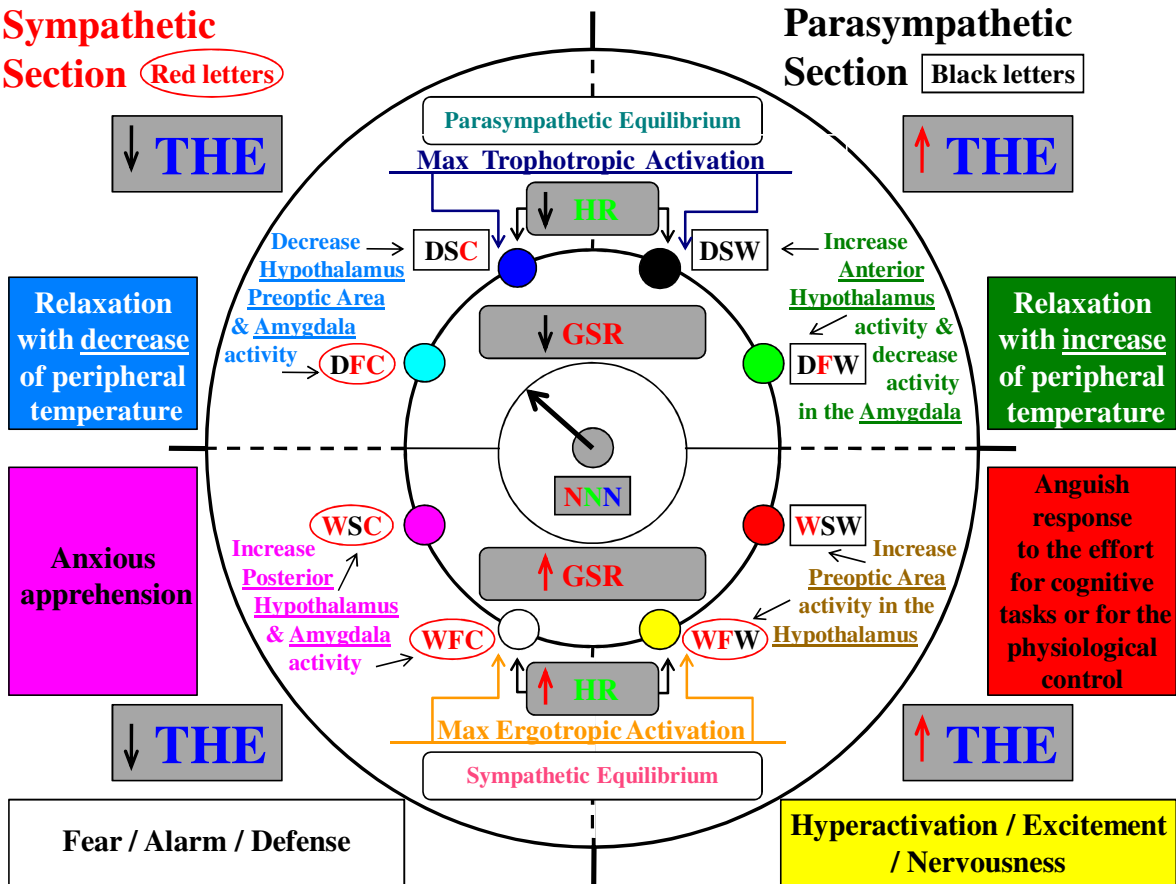 Sympathetic
Section Red letters
Parasympathetic
Section Black letters
THE
THE
Parasympathetic Equilibrium
Max Trophotropic Activation
HR
DSC
DSW
Decrease
Hypothalamus
Preoptic Area
& Amygdala
activity
DFC
Increase
Anterior
Hypothalamus
activity &
decrease
activity
in the Amygdala
DFW
GSR
Relaxation
with decrease
of peripheral
temperature
Relaxation
with increase
of peripheral
temperature
NNN
Anxious
apprehension
WSC
Increase
Posterior
Hypothalamus
& Amygdala
activity
WFC
GSR
WSW
Increase
Preoptic Area
activity in the
Hypothalamus
WFW
Anguish
response
to the effort
for cognitive
tasks or for the
physiological
control
HR
Max Ergotropic Activation
Sympathetic Equilibrium
THE
THE
Fear / Alarm / Defense
Hyperactivation / Excitement
/ Nervousness